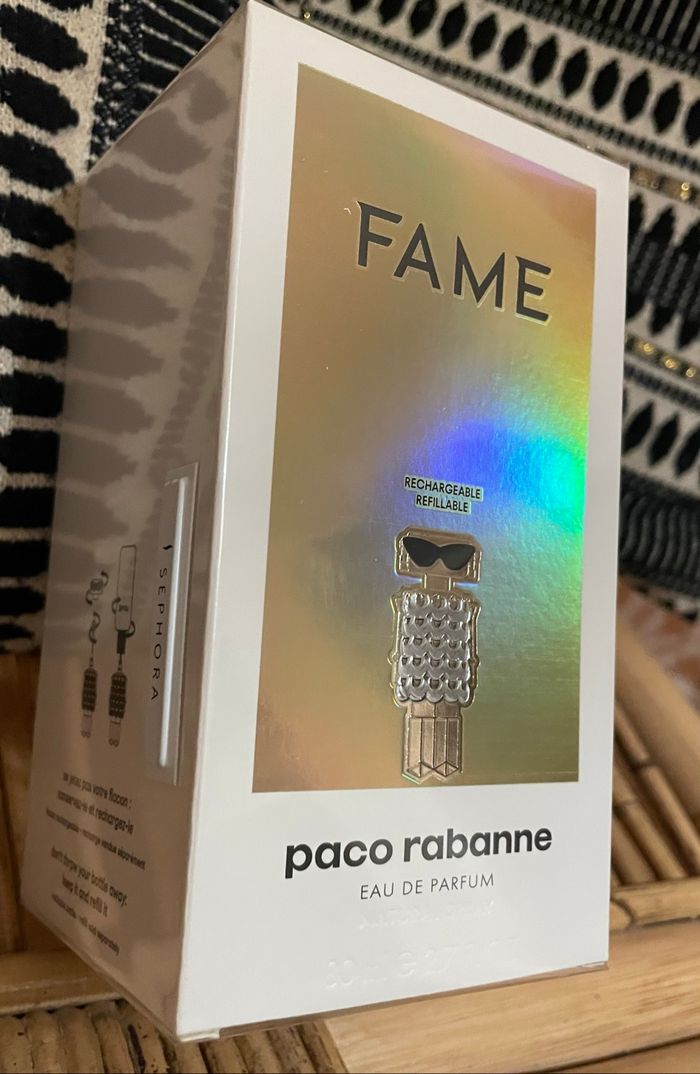 FAME
RECHARGEABLE
REFILLABLE
paco rabanne
EAU DE PARFUM
SEPHORA
ne jetez pas votre flacon :
conservez-le et rechargez-le
don't throw your bottle away:
keep it and refill it